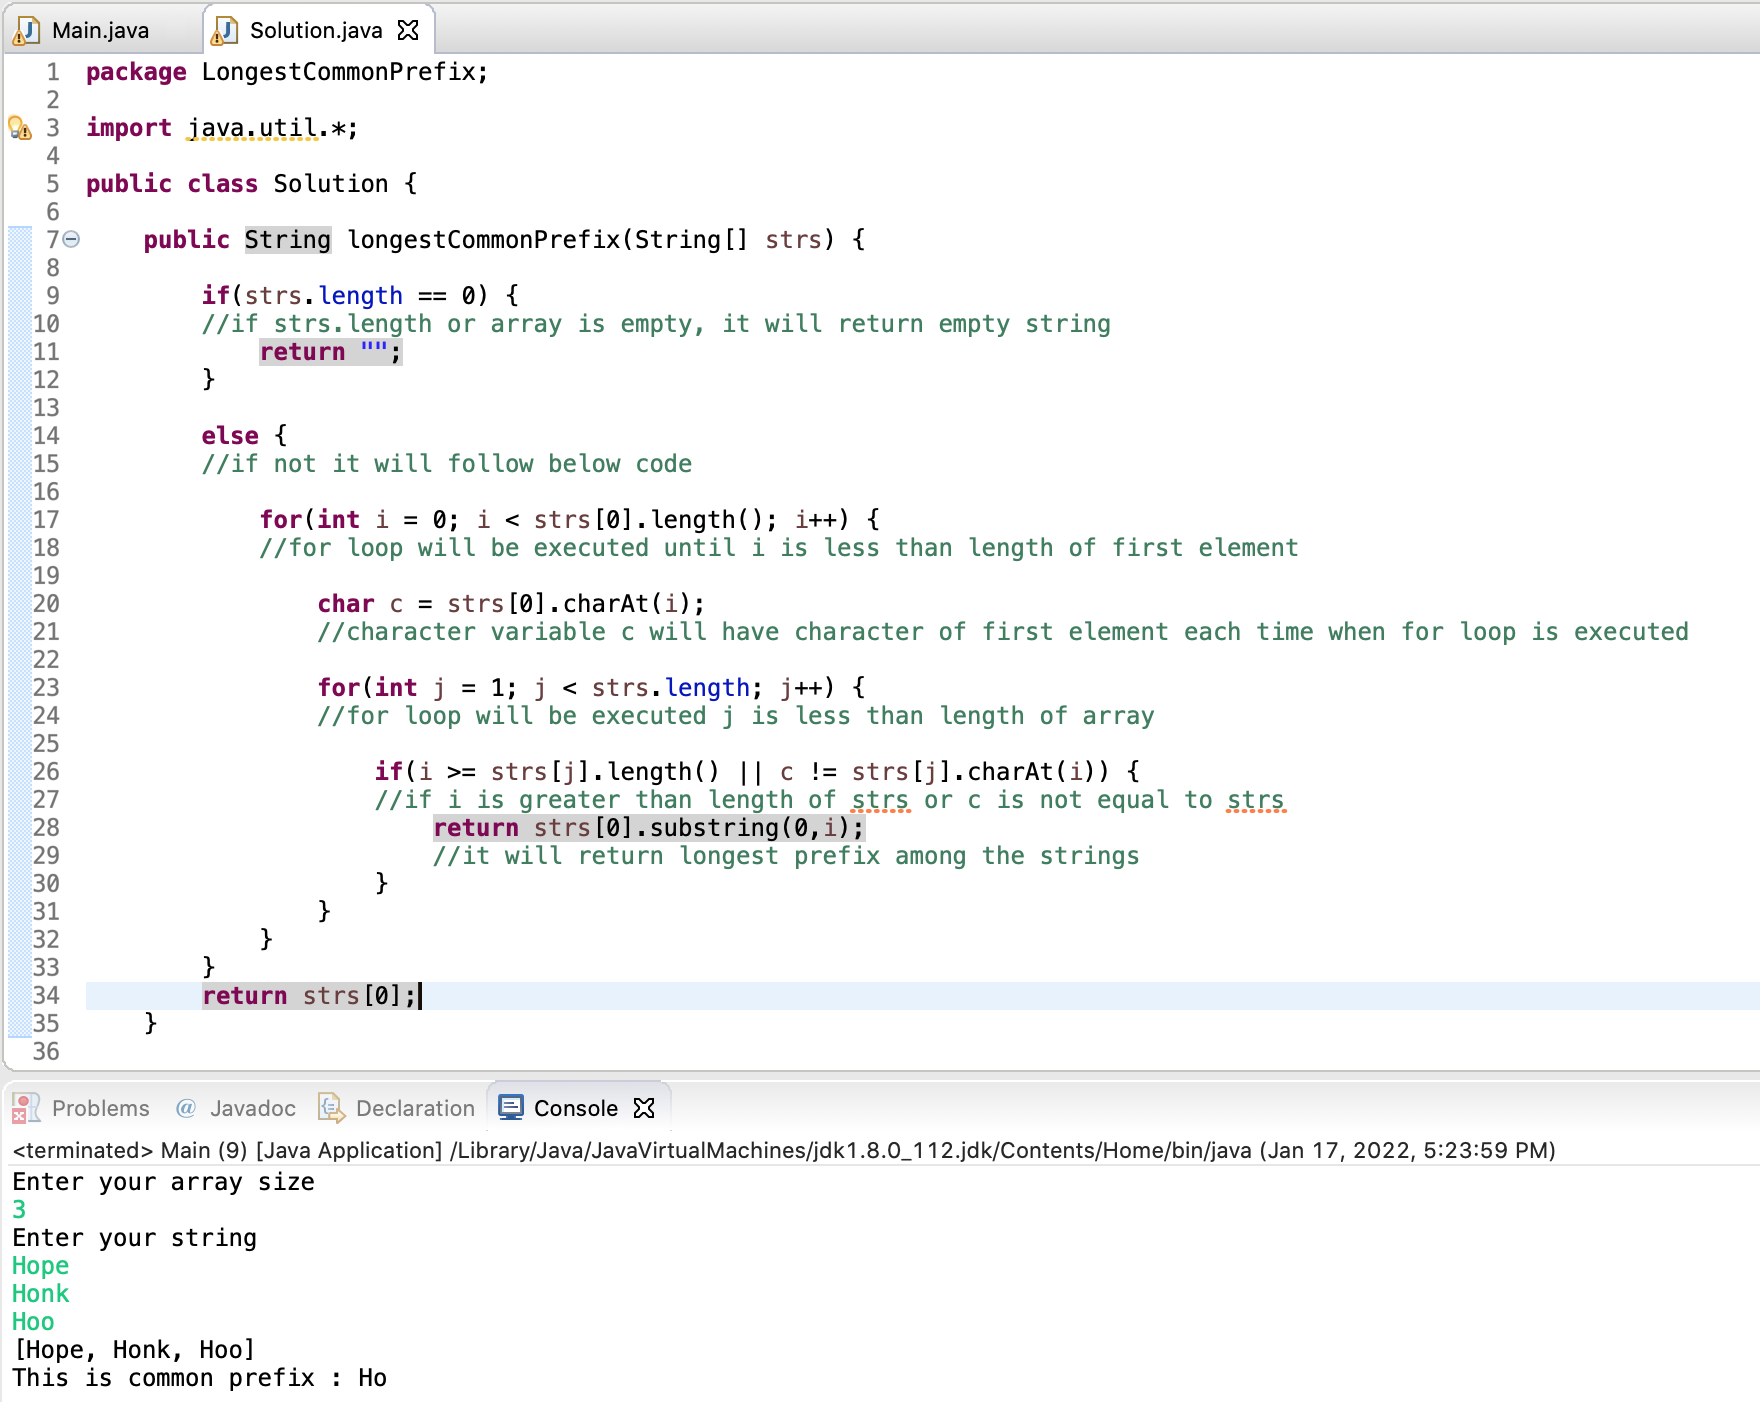 Main.java Solution.java
1 package LongestCommonPrefix;
2
3 import java.util.*;
4
5 public class Solution {
6
7 public String longestCommonPrefix(String[] strs) {
8
9 if(strs.length == 0) {
10 //if strs.length or array is empty, it will return empty string
11 return "";
12 }
13
14 else {
15 //if not it will follow below code
16
17 for(int i = 0; i < strs[0].length(); i++) {
18 //for loop will be executed until i is less than length of first element
19
20 char c = strs[0].charAt(i);
21 //character variable c will have character of first element each time when for loop is executed
22
23 for(int j = 1; j < strs.length; j++) {
24 //for loop will be executed j is less than length of array
25
26 if(i >= strs[j].length() || c != strs[j].charAt(i)) {
27 //if i is greater than length of strs or c is not equal to strs
28 return strs[0].substring(0,i);
29 //it will return longest prefix among the strings
30 }
31 }
32 }
33 }
34 return strs[0];
35 }
36
Problems @ Javadoc Declaration Console
<terminated> Main (9) [Java Application] /Library/Java/JavaVirtualMachines/jdk1.8.0_112.jdk/Contents/Home/bin/java (Jan 17, 2022, 5:23:59 PM)
Enter your array size
3
Enter your string
Hope
Honk
Hoo
[Hope, Honk, Hoo]
This is common prefix : Ho